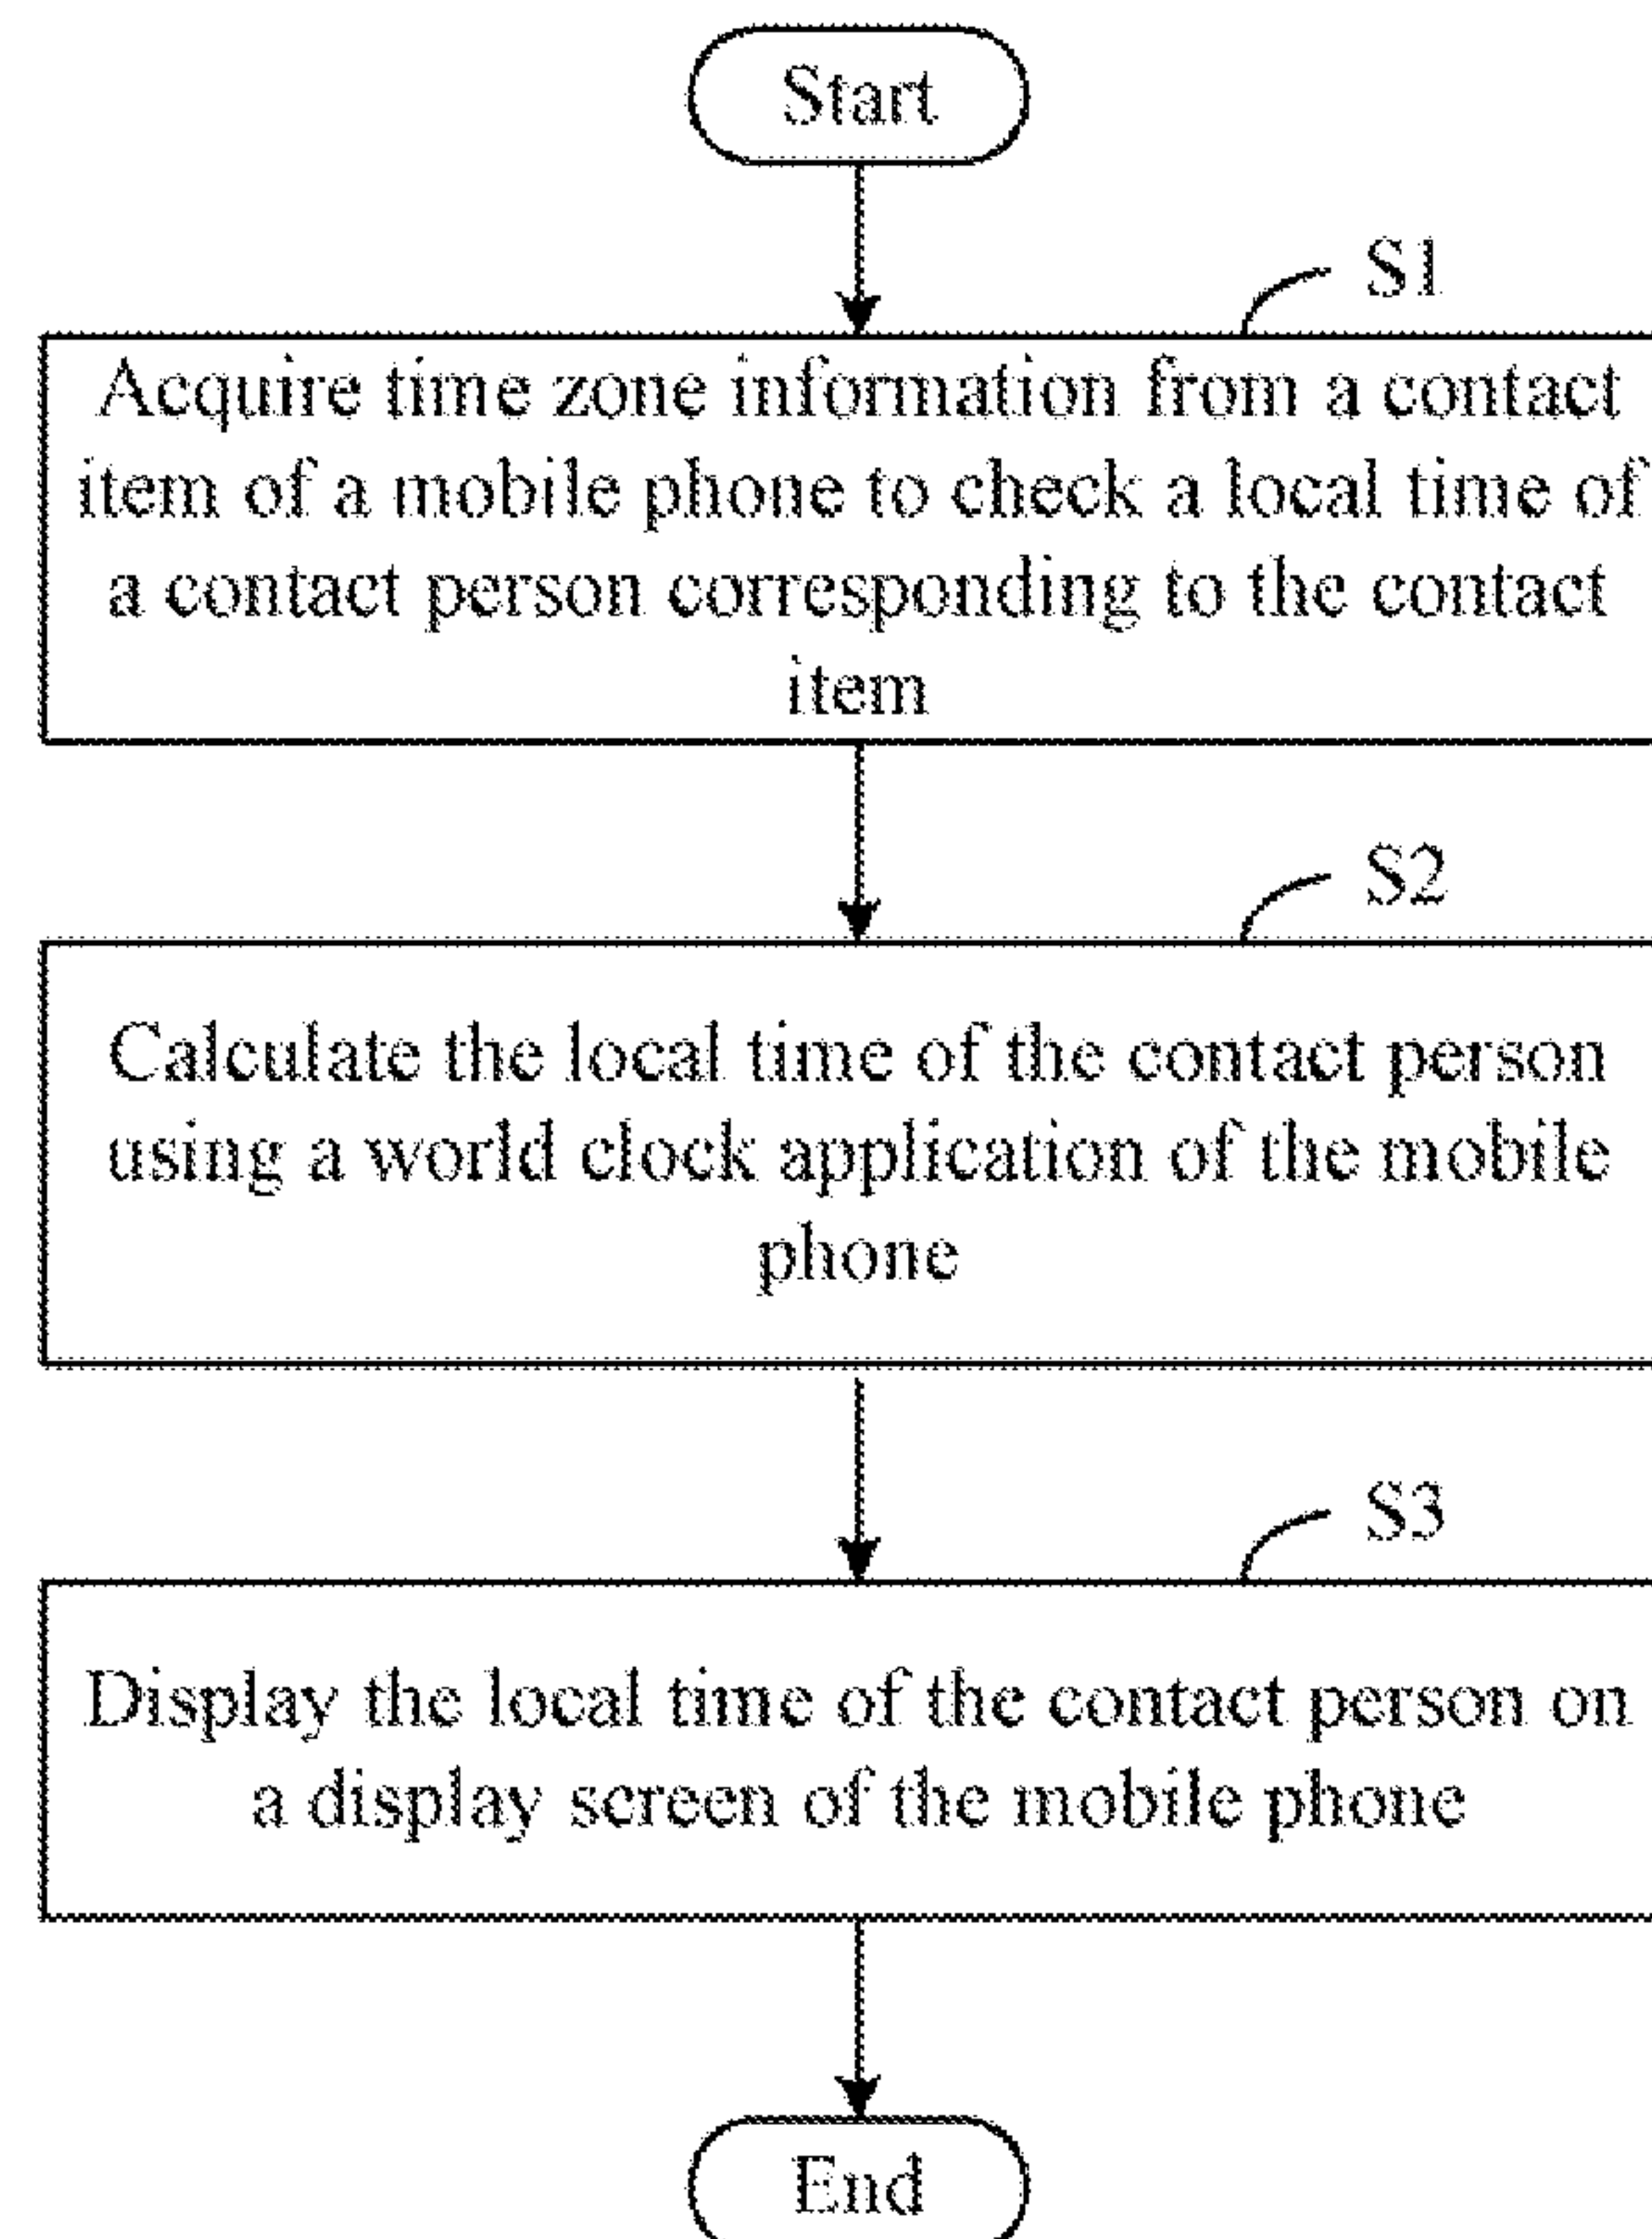 Start
S1
Acquire time zone information from a contact
item of a mobile phone to check a local time of
a contact person corresponding to the contact
item
S2
Calculate the local time of the contact person
using a world clock application of the mobile
phone
S3
Display the local time of the contact person on
a display screen of the mobile phone
End